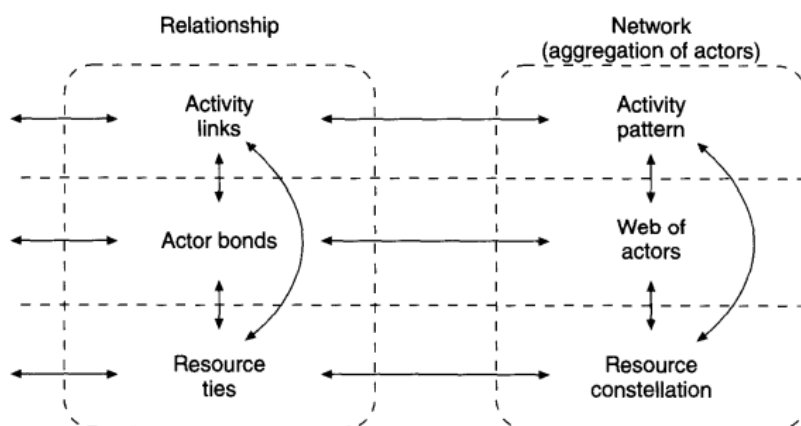 Relationship
Network
(aggregation of actors)
Activity
links
Activity
pattern
Actor bonds
Web of
actors
Resource
ties
Resource
constellation